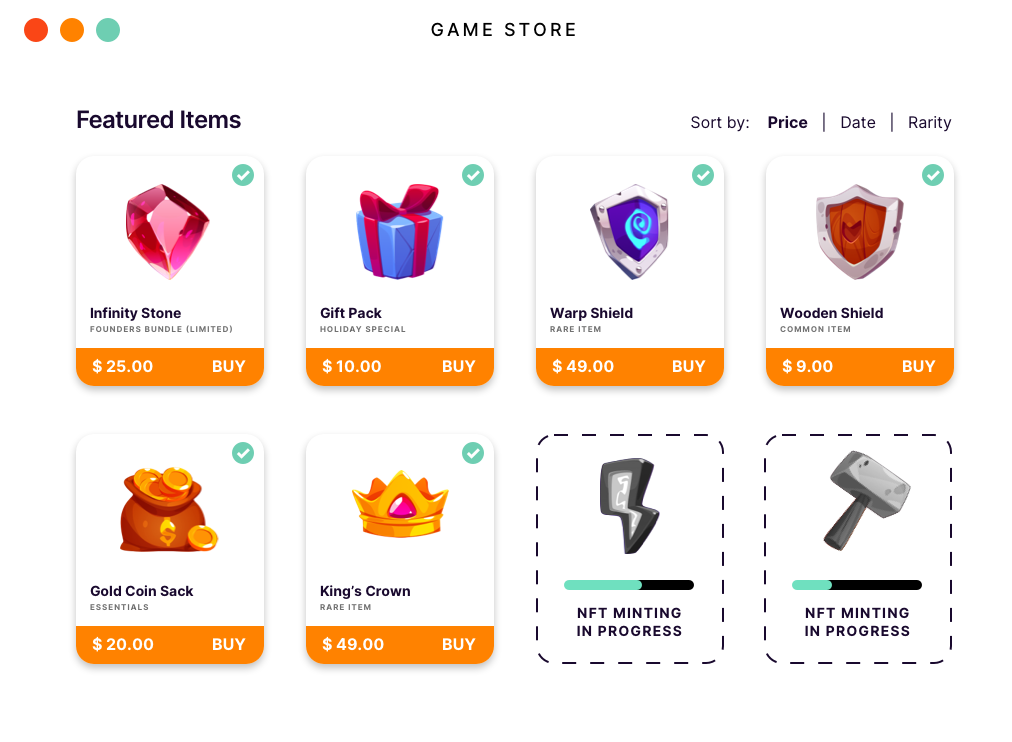 GAME STORE
Featured Items
Sort by: Price | Date | Rarity
Infinity Stone
FOUNDERS BUNDLE (LIMITED)
$ 25.00 BUY
Gift Pack
HOLIDAY SPECIAL
$ 10.00 BUY
Warp Shield
RARE ITEM
$ 49.00 BUY
Wooden Shield
COMMON ITEM
$ 9.00 BUY
Gold Coin Sack
ESSENTIALS
$ 20.00 BUY
King’s Crown
RARE ITEM
$ 49.00 BUY
NFT MINTING
IN PROGRESS
NFT MINTING
IN PROGRESS